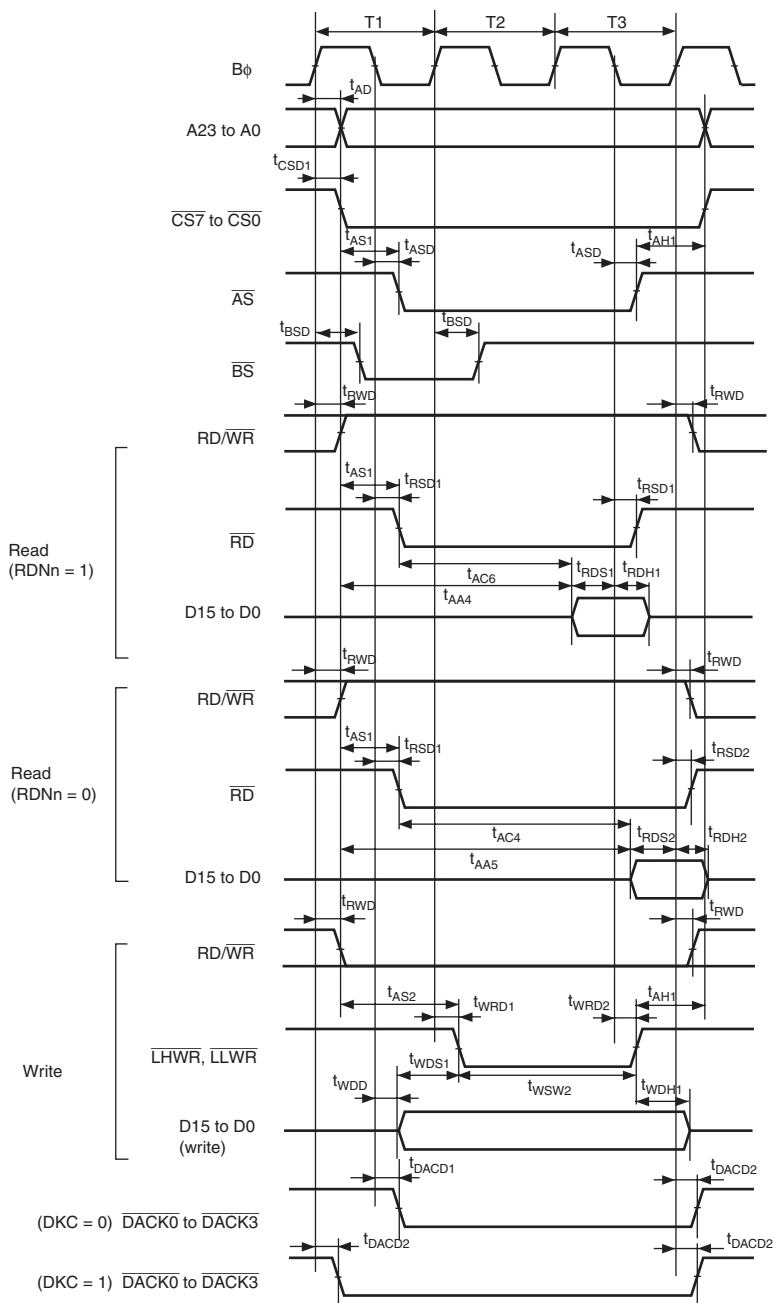 T1 T2 T3
Bϕ
tAD
A23 to A0
tCSD1
CS7 to CS0
tAS1 tASD tASD tAH1
AS
tBSD tBSD
BS
tRWD tRWD
RD/WR
tAS1 tRSD1 tRSD1
RD
Read
(RDNn = 1)
tAC6 tRDS1 tRDH1
tAA4
D15 to D0
tRWD tRWD
RD/WR
tAS1 tRSD1 tRSD2
Read
(RDNn = 0)
RD
tAC4 tRDS2 tRDH2
tAA5
D15 to D0
tRWD tRWD
RD/WR
tAS2 tWRD1 tWRD2 tAH1
LHWR, LLWR
Write
tWDD tWDS1 tWSW2 tWDH1
D15 to D0
(write)
tDACD1 tDACD2
(DKC = 0) DACK0 to DACK3
tDACD2 tDACD2
(DKC = 1) DACK0 to DACK3